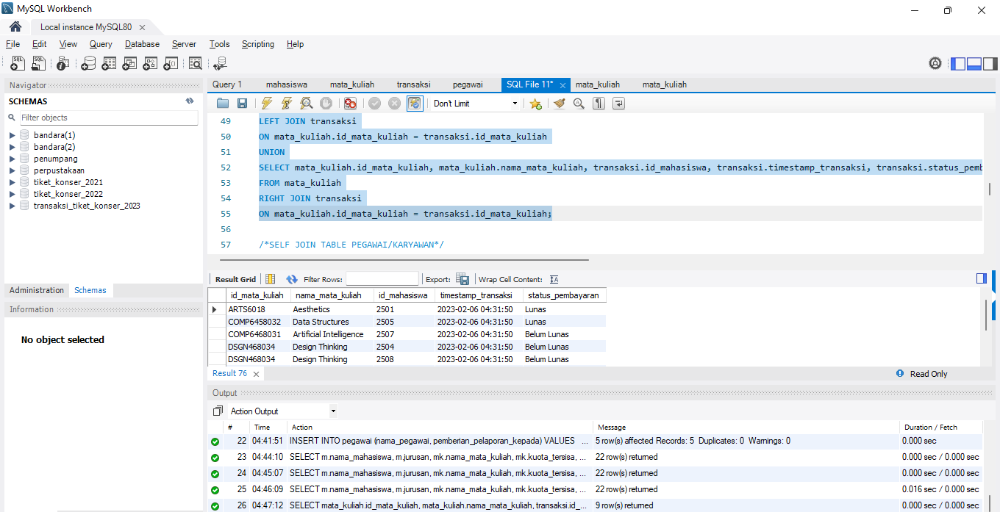 MySQL Workbench
Local instance MySQL80
File Edit View Query Database Server Tools Scripting Help
Navigator
SCHEMAS
Filter objects
bandara(1)
bandara(2)
penumpang
perpustakaan
tiket_konser_2021
tiket_konser_2022
transaksi_tiket_konser_2023
Administration Schemas
Information
No object selected
Query 1 mahasiswa mata_kuliah transaksi pegawai SQL File 11* mata_kuliah mata_kuliah
Don't Limit
49 LEFT JOIN transaksi
50 ON mata_kuliah.id_mata_kuliah = transaksi.id_mata_kuliah
51 UNION
52 SELECT mata_kuliah.id_mata_kuliah, mata_kuliah.nama_mata_kuliah, transaksi.id_mahasiswa, transaksi.timestamp_transaksi, transaksi.status_pemb
53 FROM mata_kuliah
54 RIGHT JOIN transaksi
55 ON mata_kuliah.id_mata_kuliah = transaksi.id_mata_kuliah;
56
57 /*SELF JOIN TABLE PEGAWAI/KARYAWAN*/
Result Grid Filter Rows: Export: Wrap Cell Content:
id_mata_kuliah nama_mata_kuliah id_mahasiswa timestamp_transaksi status_pembayaran
ARTS6018 Aesthetics 2501 2023-02-06 04:31:50 Lunas
COMP6458032 Data Structures 2505 2023-02-06 04:31:50 Lunas
COMP6468031 Artificial Intelligence 2507 2023-02-06 04:31:50 Belum Lunas
DSGN468034 Design Thinking 2504 2023-02-06 04:31:50 Belum Lunas
DSGN468034 Design Thinking 2508 2023-02-06 04:31:50 Belum Lunas
Result 76 Read Only
Output
Action Output
# Time Action Message Duration / Fetch
22 04:41:51 INSERT INTO pegawai (nama_pegawai, pemberian_pelaporan_kepada) VALUES ... 5 row(s) affected Records: 5 Duplicates: 0 Warnings: 0 0.000 sec
23 04:44:10 SELECT m.nama_mahasiswa, m.jurusan, mk.nama_mata_kuliah, mk.kuota_tersisa, ... 22 row(s) returned 0.000 sec / 0.000 sec
24 04:45:07 SELECT m.nama_mahasiswa, m.jurusan, mk.nama_mata_kuliah, mk.kuota_tersisa, ... 22 row(s) returned 0.000 sec / 0.000 sec
25 04:46:09 SELECT m.nama_mahasiswa, m.jurusan, mk.nama_mata_kuliah, mk.kuota_tersisa, ... 22 row(s) returned 0.016 sec / 0.000 sec
26 04:47:12 SELECT mata_kuliah.id_mata_kuliah, mata_kuliah.nama_mata_kuliah, transaksi.id_... 9 row(s) returned 0.000 sec / 0.000 sec